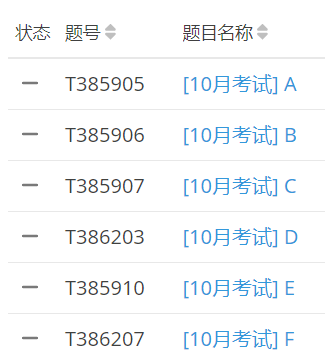 状态 题号 题目名称
— T385905 [10月考试] A
— T385906 [10月考试] B
— T385907 [10月考试] C
— T386203 [10月考试] D
— T385910 [10月考试] E
— T386207 [10月考试] F